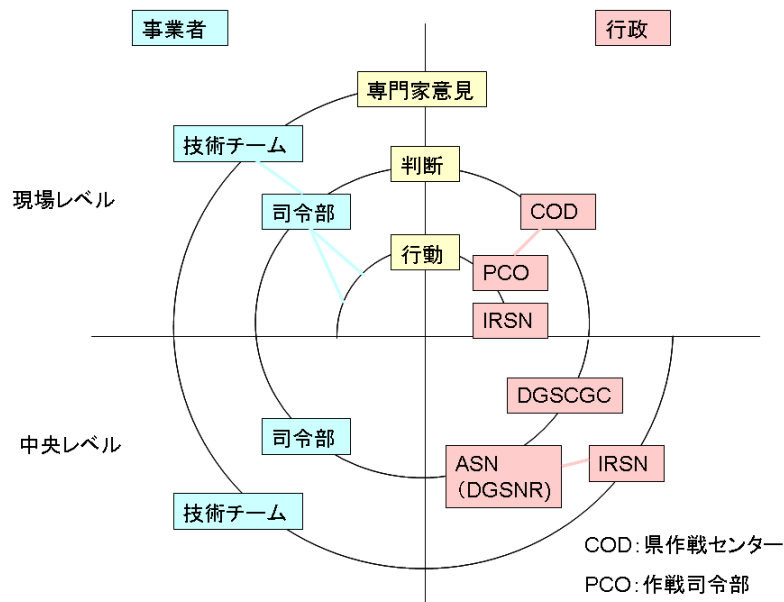 事業者
行政
専門家意見
技術チーム
判断
現場レベル
司令部
COD
行動
PCO
IRSN
DGSCGC
中央レベル
司令部
ASN
（DGSNR）
IRSN
技術チーム
COD：県作戦センター
PCO：作戦司令部